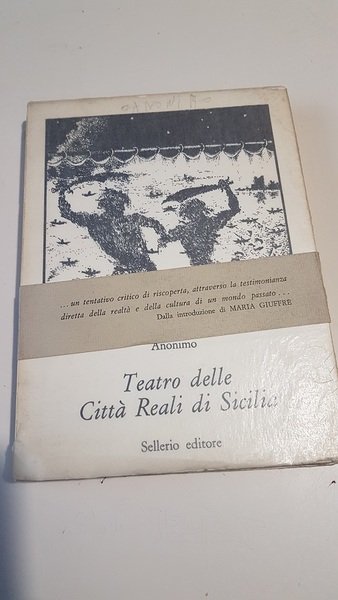 ANONIMO
... un tentativo critico di riscoperta, attraverso la testimonianza
diretta della realtà e della cultura di un mondo passato ...
Dalla introduzione di MARIA GIUFFRÈ
Anonimo
Teatro delle
Città Reali di Sicilia
Sellerio editore